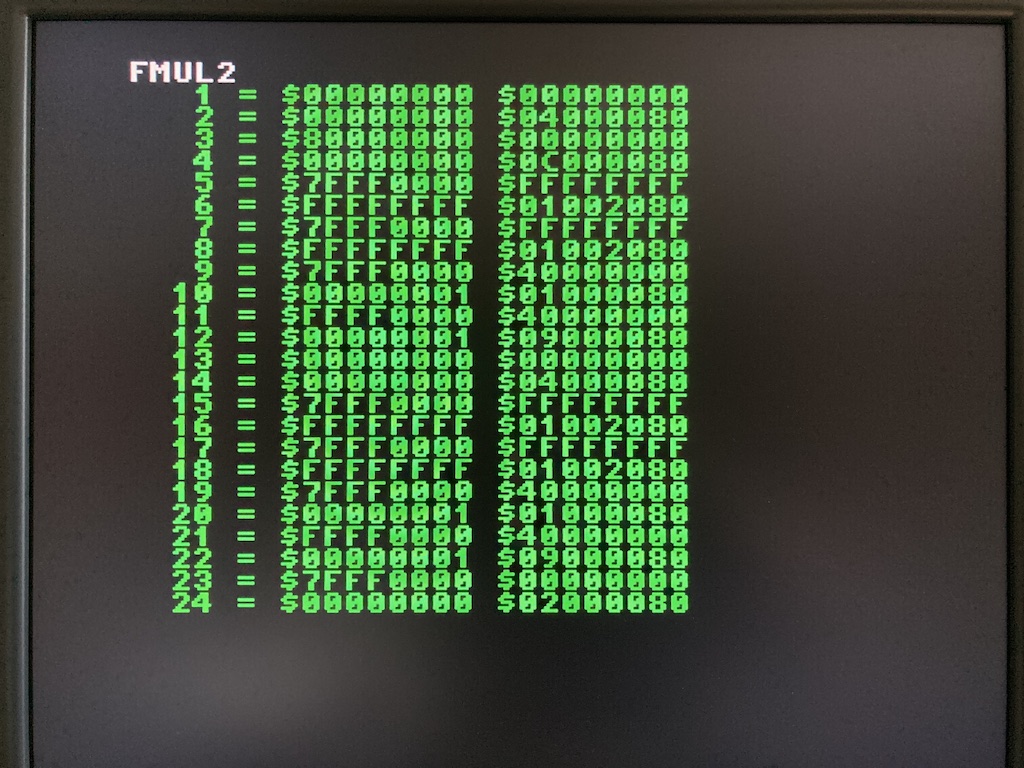 FMUL2
1 = $00000000 $00000000
2 = $00000000 $04000080
3 = $80000000 $00000000
4 = $00000000 $0C000080
5 = $7FFF0000 $FFFFFFFF
6 = $FFFFFFFF $01002080
7 = $7FFF0000 $FFFFFFFF
8 = $FFFFFFFF $01002080
9 = $7FFF0000 $40000000
10 = $00000001 $01000080
11 = $FFFF0000 $40000000
12 = $00000001 $09000080
13 = $00000000 $00000000
14 = $00000000 $04000080
15 = $7FFF0000 $FFFFFFFF
16 = $FFFFFFFF $01002080
17 = $7FFF0000 $FFFFFFFF
18 = $FFFFFFFF $01002080
19 = $7FFF0000 $40000000
20 = $00000001 $01000080
21 = $FFFF0000 $40000000
22 = $00000001 $09000080
23 = $7FFF0000 $00000000
24 = $00000000 $02000080